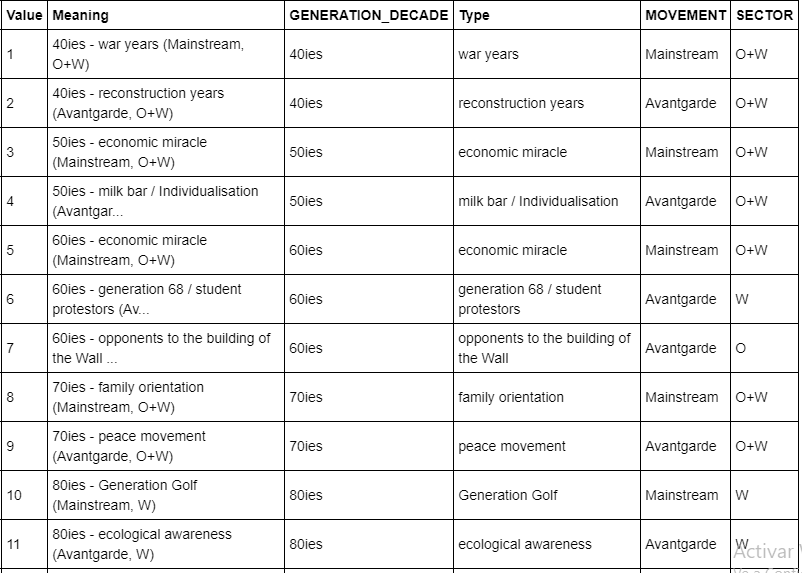 Value Meaning GENERATION_DECADE Type MOVEMENT SECTOR
1 40ies - war years (Mainstream, O+W) 40ies war years Mainstream O+W
2 40ies - reconstruction years (Avantgarde, O+W) 40ies reconstruction years Avantgarde O+W
3 50ies - economic miracle (Mainstream, O+W) 50ies economic miracle Mainstream O+W
4 50ies - milk bar / Individualisation (Avantgar... 50ies milk bar / Individualisation Avantgarde O+W
5 60ies - economic miracle (Mainstream, O+W) 60ies economic miracle Mainstream O+W
6 60ies - generation 68 / student protestors (Av... 60ies generation 68 / student protestors Avantgarde W
7 60ies - opponents to the building of the Wall ... 60ies opponents to the building of the Wall Avantgarde O
8 70ies - family orientation (Mainstream, O+W) 70ies family orientation Mainstream O+W
9 70ies - peace movement (Avantgarde, O+W) 70ies peace movement Avantgarde O+W
10 80ies - Generation Golf (Mainstream, W) 80ies Generation Golf Mainstream W
11 80ies - ecological awareness (Avantgarde, W) 80ies ecological awareness Avantgarde W
Activar